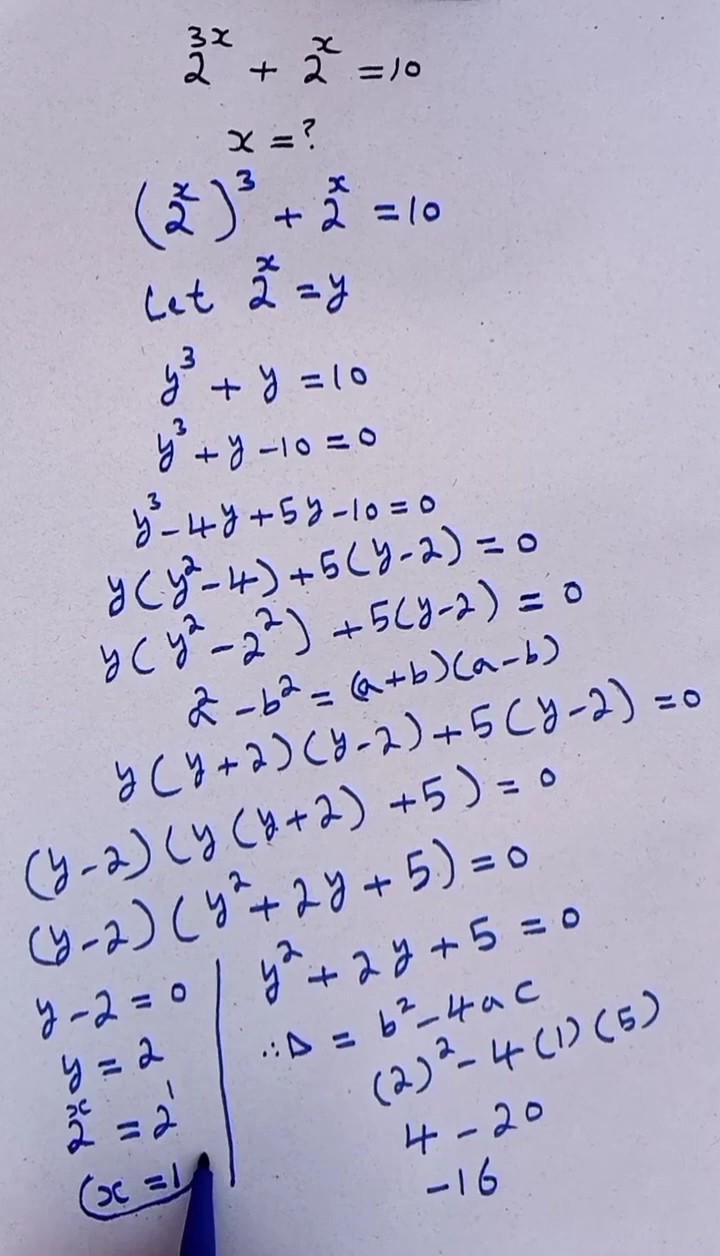 2^{3x} + 2^x = 10
x = ?
(2^x)^3 + 2^x = 10
Let 2^x = y
y^3 + y = 10
y^3 + y - 10 = 0
y^3 - 4y + 5y - 10 = 0
y(y^2 - 4) + 5(y - 2) = 0
y(y^2 - 2^2) + 5(y - 2) = 0
2^2 - b^2 = (a + b)(a - b)
y(y + 2)(y - 2) + 5(y - 2) = 0
(y - 2)(y(y + 2) + 5) = 0
(y - 2)(y^2 + 2y + 5) = 0
y - 2 = 0
y = 2
2^x = 2^1
(x = 1
y^2 + 2y + 5 = 0
∴ Δ = b^2 - 4ac
(2)^2 - 4(1)(5)
4 - 20
-16